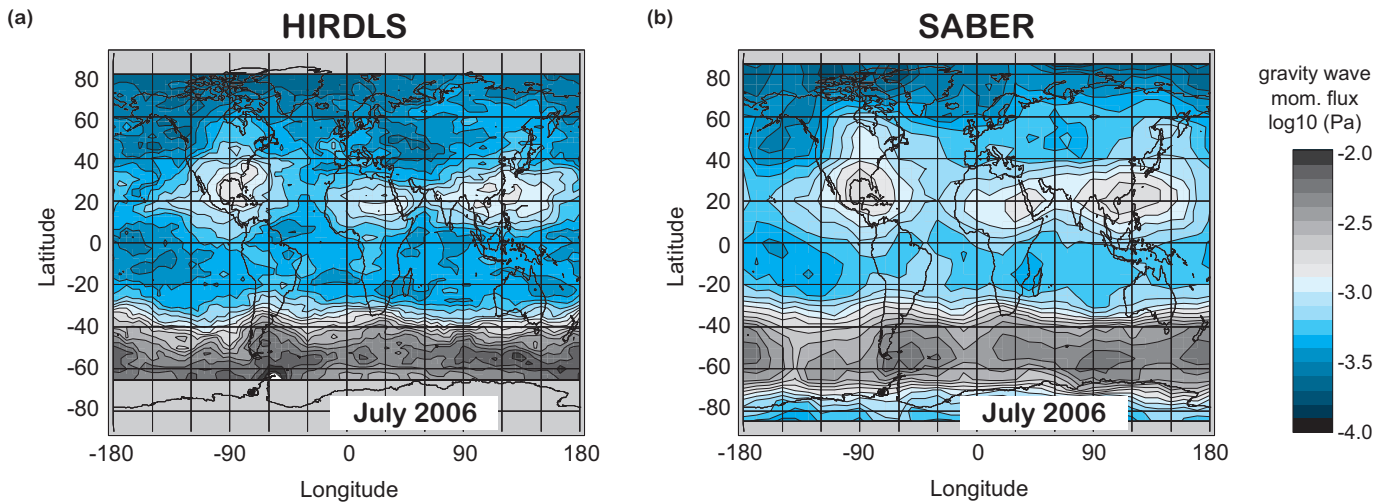 (a)
HIRDLS
80
60
40
20
0
-20
-40
-60
-80
Latitude
July 2006
-180
-90
0
90
180
Longitude
(b)
SABER
80
60
40
20
0
-20
-40
-60
-80
Latitude
July 2006
-180
-90
0
90
180
Longitude
gravity wave
mom. flux
log10 (Pa)
-2.0
-2.5
-3.0
-3.5
-4.0